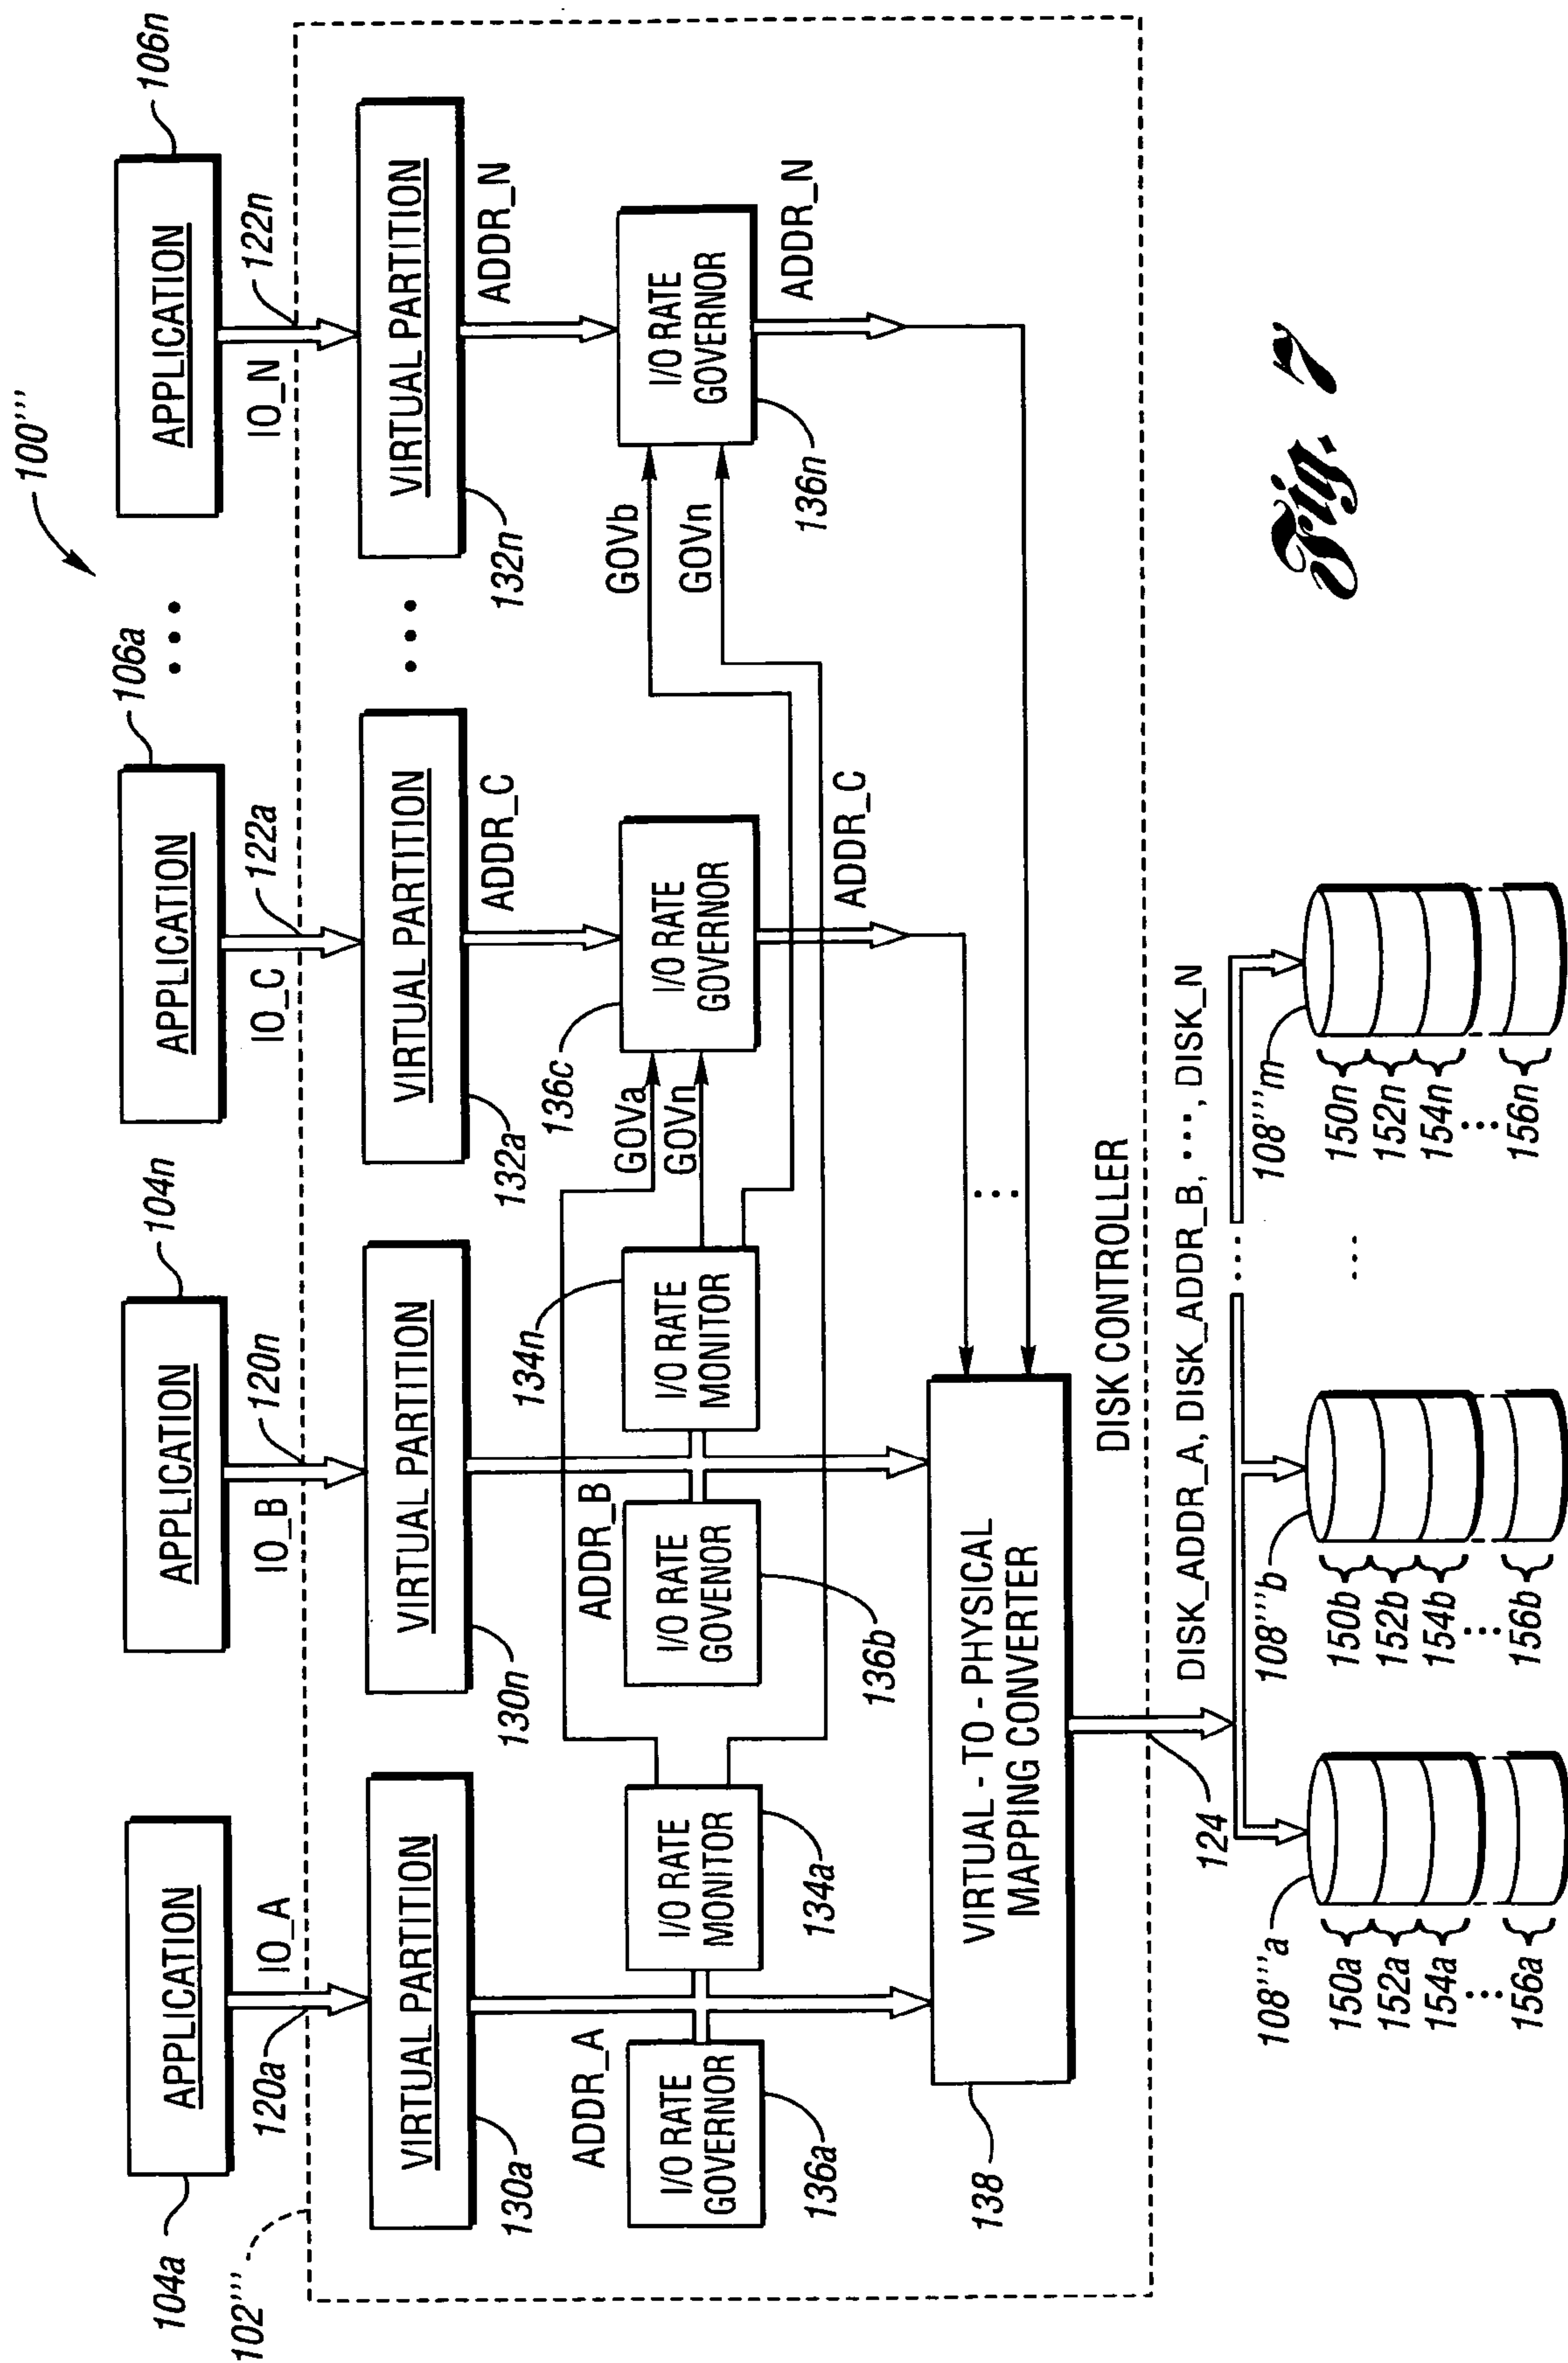 100'''
104a
104n
106a
• • •
106n
APPLICATION
APPLICATION
APPLICATION
APPLICATION
102'''
120a
IO_A
IO_B
120n
IO_C
122a
IO_N
122n
VIRTUAL PARTITION
VIRTUAL PARTITION
VIRTUAL PARTITION
• • •
VIRTUAL PARTITION
130a
130n
132a
132n
ADDR_A
ADDR_B
ADDR_C
ADDR_N
134n
136c
GOVa
GOVn
GOVb
GOVn
I/O RATE
GOVERNOR
I/O RATE
MONITOR
I/O RATE
GOVENOR
I/O RATE
MONITOR
I/O RATE
GOVERNOR
I/O RATE
GOVERNOR
136a
134a
136b
136n
ADDR_C
ADDR_N
...
VIRTUAL - TO - PHYSICAL
MAPPING CONVERTER
138
DISK CONTROLLER
124
DISK_ADDR_A, DISK_ADDR_B, •••, DISK_N
...
108'''a
108'''b
...
108'''m
150a
152a
154a
...
156a
150b
152b
154b
...
156b
150n
152n
154n
...
156n
Fig. 7